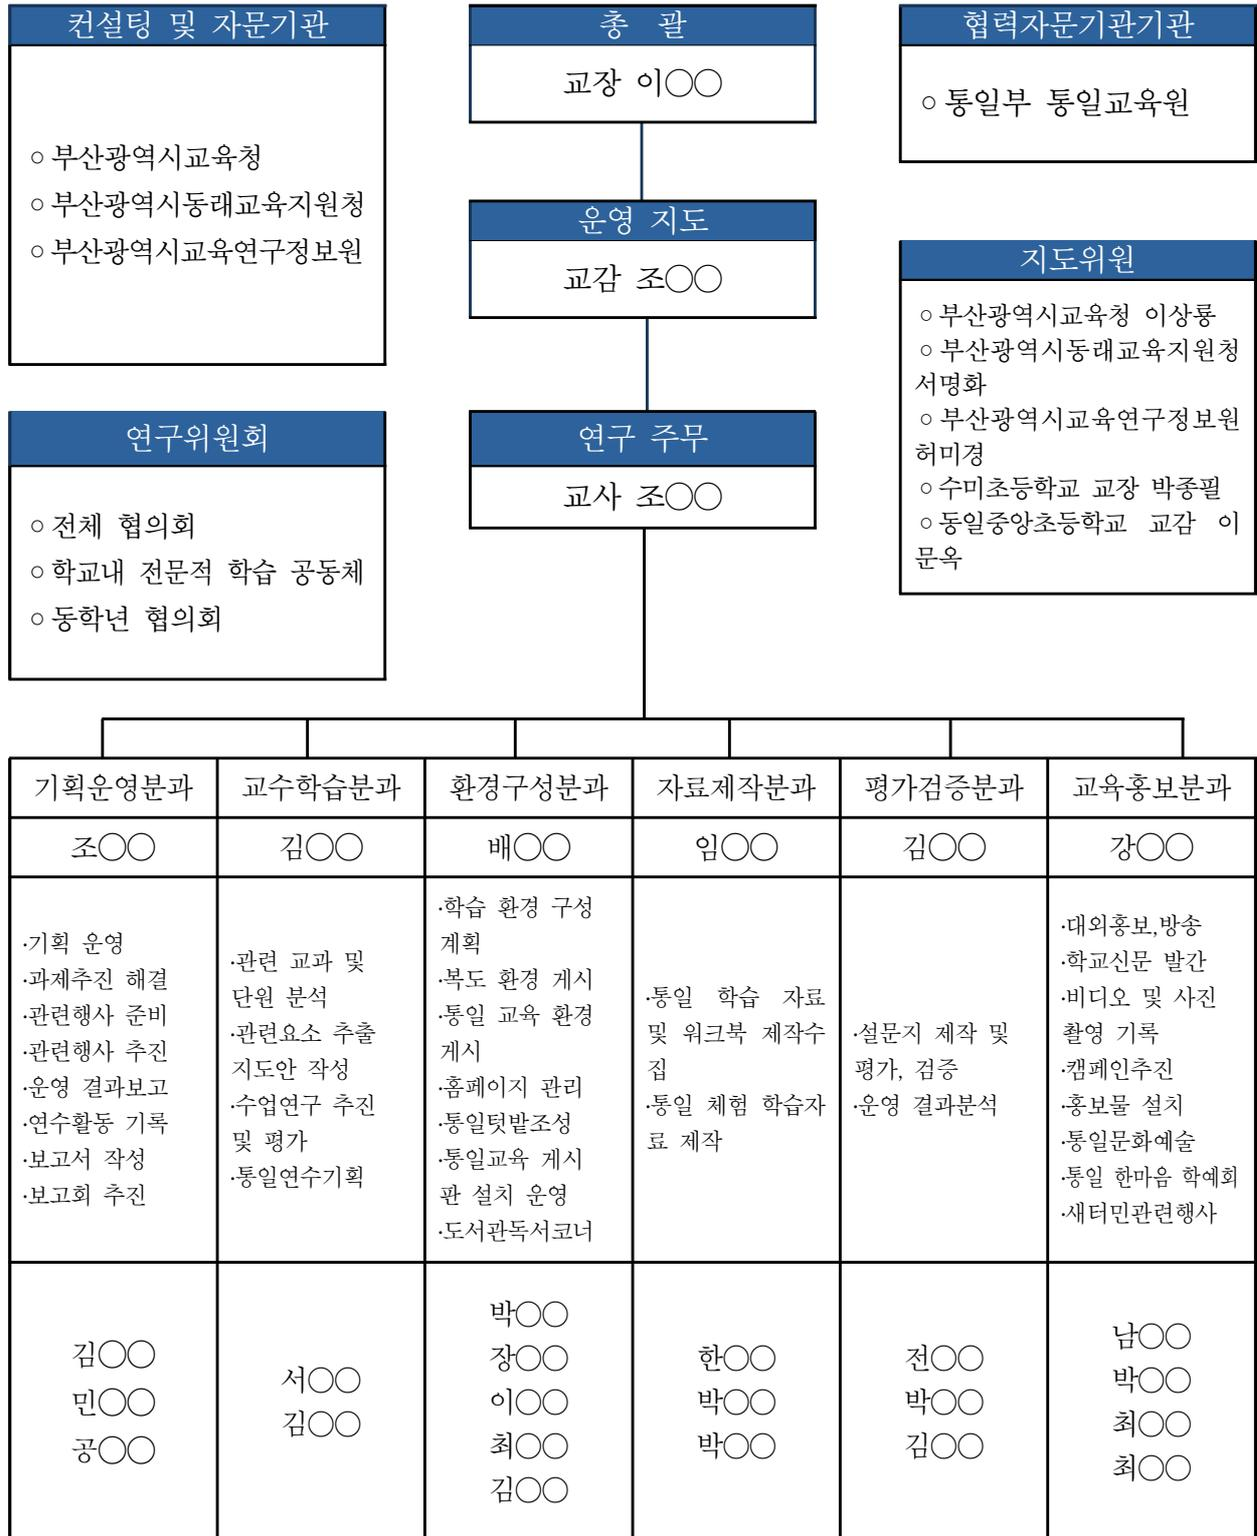 컨설팅 및 자문기관
○ 부산광역시교육청
○ 부산광역시동래교육지원청
○ 부산광역시교육연구정보원
총 괄
교장 이○○
협력자문기관기관
○ 통일부 통일교육원
운영 지도
교감 조○○
지도위원
○ 부산광역시교육청 이상룡
○ 부산광역시동래교육지원청
서명화
○ 부산광역시교육연구정보원
허미경
○ 수미초등학교 교장 박종필
○ 동일중앙초등학교 교감 이
문옥
연구위원회
○ 전체 협의회
○ 학교내 전문적 학습 공동체
○ 동학년 협의회
연구 주무
교사 조○○
기획운영분과
조○○
·기획 운영
·과제추진 해결
·관련행사 준비
·관련행사 추진
·운영 결과보고
·연수활동 기록
·보고서 작성
·보고회 추진
김○○
민○○
공○○
교수학습분과
김○○
·관련 교과 및
단원 분석
·관련요소 추출
지도안 작성
·수업연구 추진
및 평가
·통일연수기획
서○○
김○○
환경구성분과
배○○
·학습 환경 구성
계획
·복도 환경 게시
·통일 교육 환경
게시
·홈페이지 관리
·통일텃밭조성
·통일교육 게시
판 설치 운영
·도서관독서코너
박○○
장○○
이○○
최○○
김○○
자료제작분과
임○○
·통일 학습 자료
및 워크북 제작수
집
·통일 체험 학습자
료 제작
한○○
박○○
박○○
평가검증분과
김○○
·설문지 제작 및
평가, 검증
·운영 결과분석
전○○
박○○
김○○
교육홍보분과
강○○
·대외홍보,방송
·학교신문 발간
·비디오 및 사진
촬영 기록
·캠페인추진
·홍보물 설치
·통일문화예술
·통일 한마음 학예회
·새터민관련행사
남○○
박○○
최○○
최○○